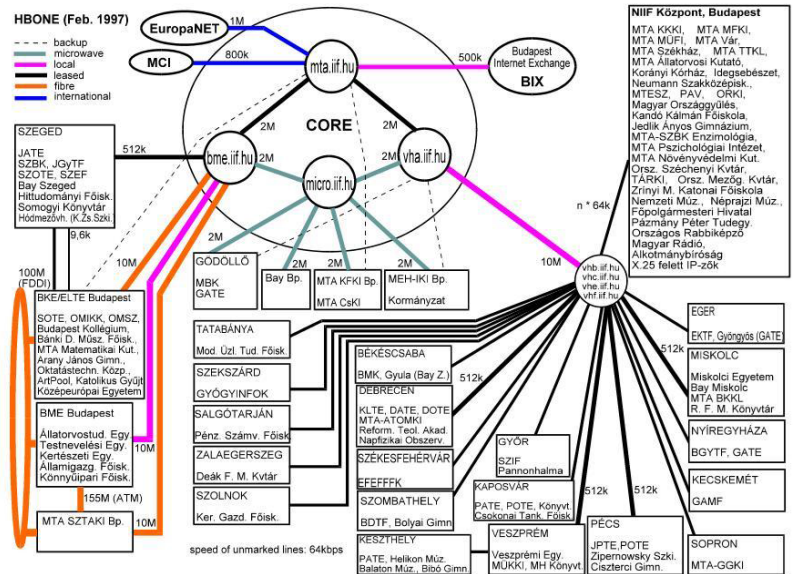 HBONE (Feb. 1997)
backup
microwave
local
leased
fibre
international
EuropaNET
1M
MCI
800k
mta.iif.hu
500k
Budapest
Internet Exchange
BIX
CORE
2M
2M
bme.iif.hu
2M
2M
vha.iif.hu
micro.iif.hu
SZEGED
JATE
SZBK, JGyTF
SZOTE, SZEF
Bay Szeged
Hittudományi Főisk.
Somogyi Könyvtár
Hódmezővh. (K.Zs.Szki.)
512k
9,6k
100M
(FDDI)
10M
2M
2M
2M
2M
10M
GÖDÖLLŐ
MBK
GATE
Bay Bp.
MTA KFKI Bp.
MTA CsKI
MEH-IKI Bp.
Kormányzat
NIIF Központ, Budapest
MTA KKKI, MTA MFKI,
MTA MÜFI, MTA Vár,
MTA Székház, MTA TTKL,
MTA Állatorvosi Kutató,
Korányi Kórház, Idegsebészet,
Neumann Szakközépisk.,
MTESZ, PAV, ORKI,
Magyar Országgyűlés,
Kandó Kálmán Főiskola,
Jedlik Ányos Gimnázium,
MTA-SZBK Enzimológia,
MTA Pszichológiai Intézet,
MTA Növényvédelmi Kut.
Orsz. Széchenyi Kvtár,
TÁRKI, Orsz. Mezőg. Kvtár,
Zrínyi M. Katonai Főiskola
Nemzeti Múz., Néprajzi Múz.,
Főpolgármesteri Hivatal
Pázmány Péter Tudegy.
Országos Rabbiképző
Magyar Rádió,
Alkotmánybíróság
X.25 felett IP-zők
n * 64k
vhb.iif.hu
vhc.iif.hu
vhe.iif.hu
vhf.iif.hu
BKE/ELTE Budapest
SOTE, OMIKK, OMSZ,
Budapest Kollégium,
Bánki D. Műsz. Főisk.,
MTA Matematikai Kut.,
Arany János Gimn.,
Oktatástechn. Közp.,
ArtPool, Katolikus Gyűjt
Középeurópai Egyetem
BME Budapest
Állatorvostud. Egy.
Testnevelési Egy.
Kertészeti Egy.
Államigazg. Főisk.
Könnyűipari Főisk.
10M
155M (ATM)
MTA SZTAKI Bp.
10M
TATABÁNYA
Mod. Üzl. Tud. Főisk.
SZEKSZÁRD
GYÓGYINFOK
SALGÓTARJÁN
Pénz. Számv. Főisk
ZALAEGERSZEG
Deák F. M. Kvtár
SZOLNOK
Ker. Gazd. Főisk.
speed of unmarked lines: 64kbps
BÉKÉSCSABA
BMK, Gyula (Bay Z.)
512k
DEBRECEN
KLTE, DATE, DOTE
MTA-ATOMKI
Reform. Teol. Akad.
Napfizikai Obszerv.
SZÉKESFEHÉRVÁR
EFEFFFK
SZOMBATHELY
BDTF, Bolyai Gimn
KESZTHELY
PATE, Helikon Múz.
Balaton Múz., Bibó Gimn.
GYŐR
SZIF
Pannonhalma
KAPOSVÁR
PATE, POTE, Könyvt.
Csokonai Tank. Főisk.
512k
VESZPRÉM
Veszprémi Egy.
MÜKKI, MH Könyvt.
512k
PÉCS
JPTE,POTE
Zipernowsky Szki.
Ciszterci Gimn.
EGER
EKTF, Gyöngyös (GATE)
512k
MISKOLC
Miskolci Egyetem
Bay Miskolc
MTA BKKL
R. F. M. Könyvtár
NYÍREGYHÁZA
BGYTF, GATE
KECSKEMÉT
GAMF
SOPRON
MTA-GGKI